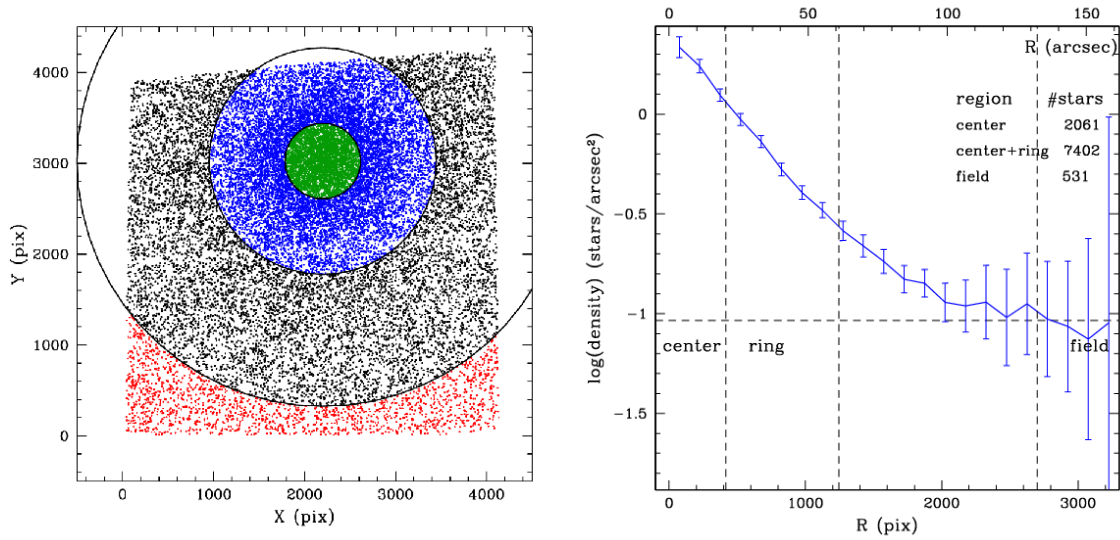 4000
3000
2000
1000
0
Y (pix)
0 1000 2000 3000 4000
X (pix)
0 50 100 150
R (arcsec)
region #stars
center 2061
center+ring 7402
field 531
0
−0.5
−1
−1.5
log(density) (stars/arcsec²)
center ring field
0 1000 2000 3000
R (pix)